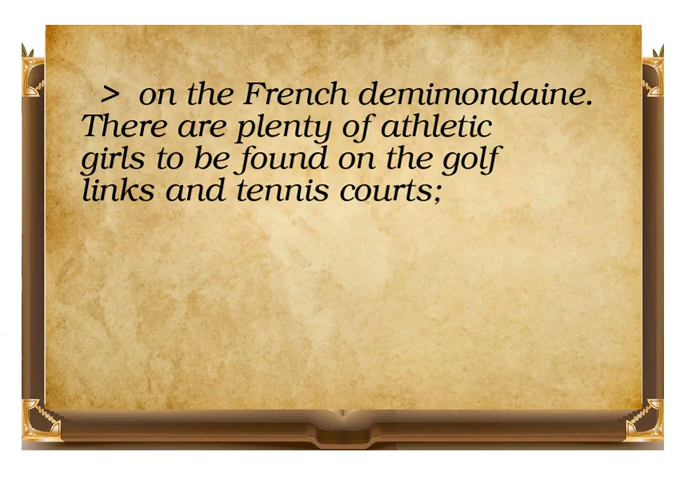 > on the French demimondaine.
There are plenty of athletic
girls to be found on the golf
links and tennis courts;